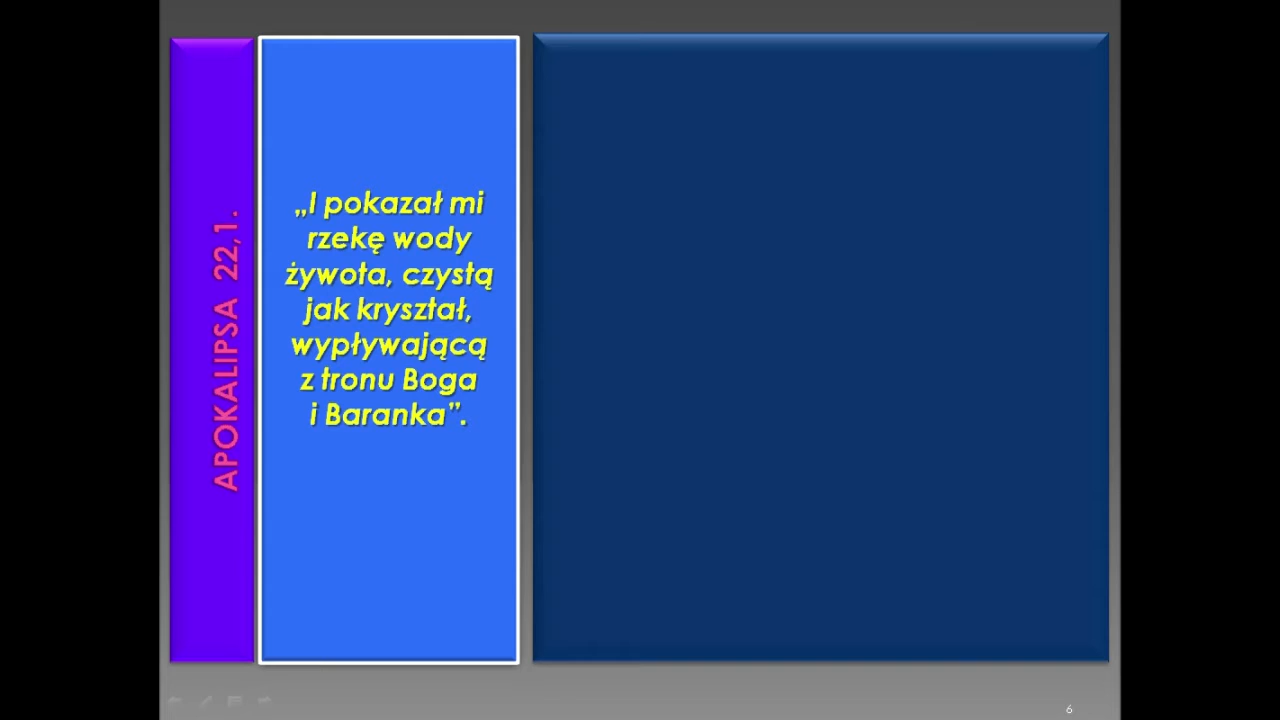 APOKALIPSA 22,1.
„I pokazał mi
rzekę wody
żywota, czystą
jak kryształ,
wypływającą
z tronu Boga
i Baranka”.
6